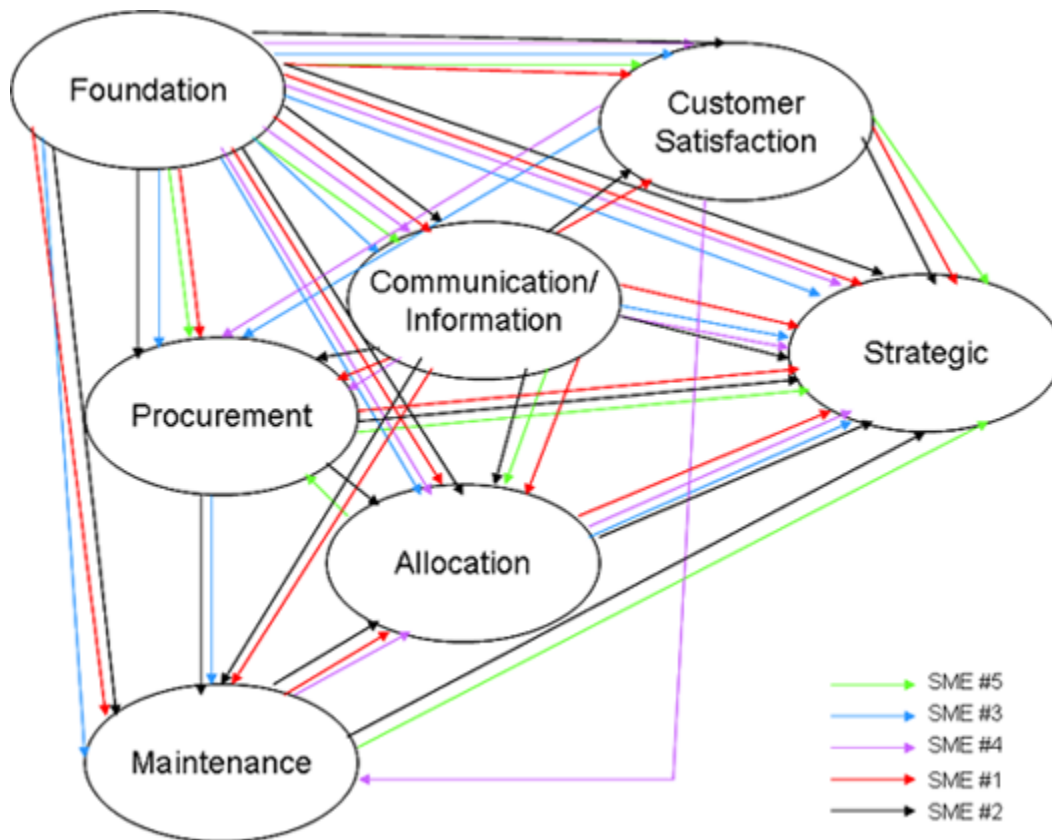 Foundation
Customer
Satisfaction
Communication/
Information
Strategic
Procurement
Allocation
Maintenance
SME #5
SME #3
SME #4
SME #1
SME #2